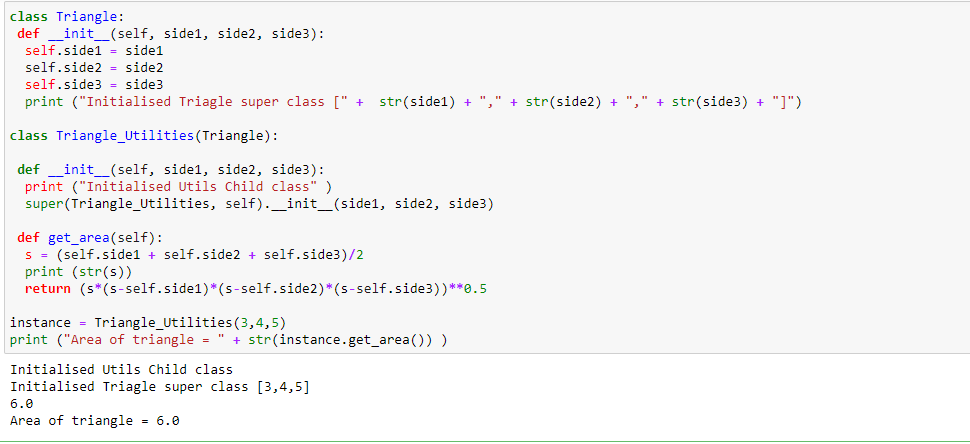 class Triangle:
 def __init__(self, side1, side2, side3):
  self.side1 = side1
  self.side2 = side2
  self.side3 = side3
  print ("Initialised Triagle super class [" +  str(side1) + "," + str(side2) + "," + str(side3) + "]")

class Triangle_Utilities(Triangle):

 def __init__(self, side1, side2, side3):
  print ("Initialised Utils Child class" )
  super(Triangle_Utilities, self).__init__(side1, side2, side3)

 def get_area(self):
  s = (self.side1 + self.side2 + self.side3)/2
  print (str(s))
  return (s*(s-self.side1)*(s-self.side2)*(s-self.side3))**0.5

instance = Triangle_Utilities(3,4,5)
print ("Area of triangle = " + str(instance.get_area()) )
Initialised Utils Child class
Initialised Triagle super class [3,4,5]
6.0
Area of triangle = 6.0